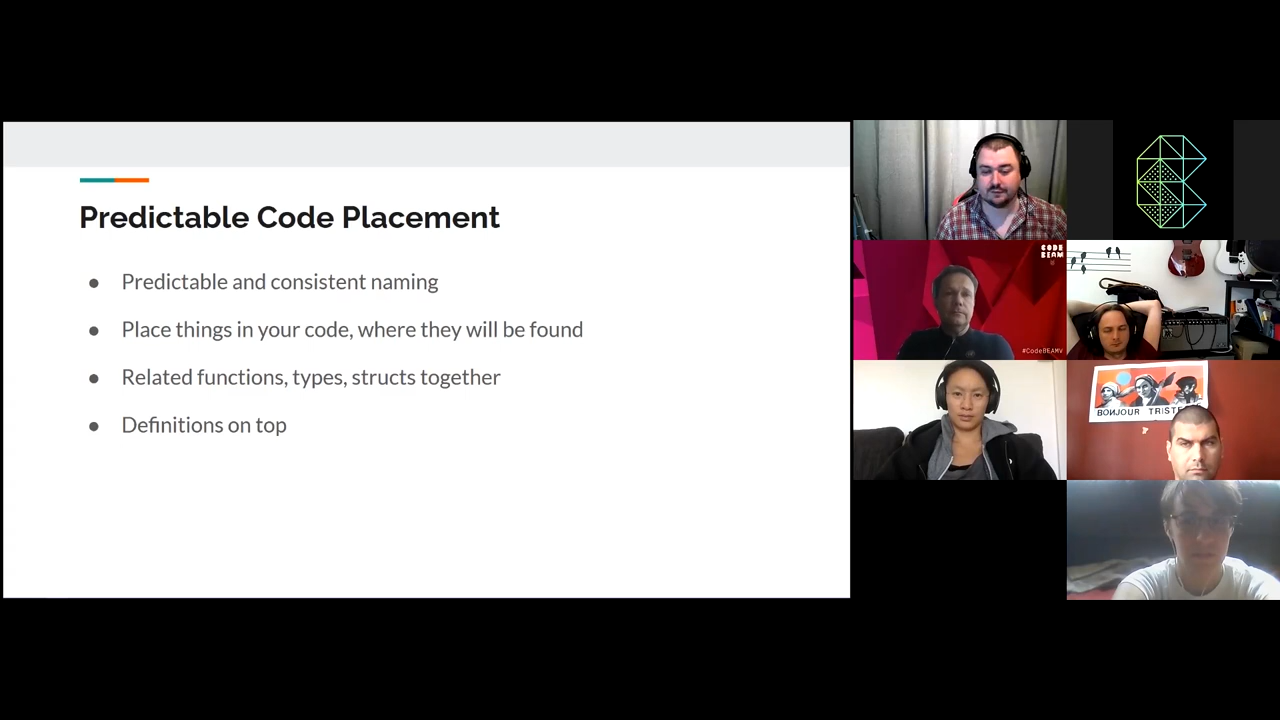 Predictable Code Placement
● Predictable and consistent naming
● Place things in your code, where they will be found
● Related functions, types, structs together
● Definitions on top
CODE
BEAM
#CodeBEAMV
BONJOUR TRISTE